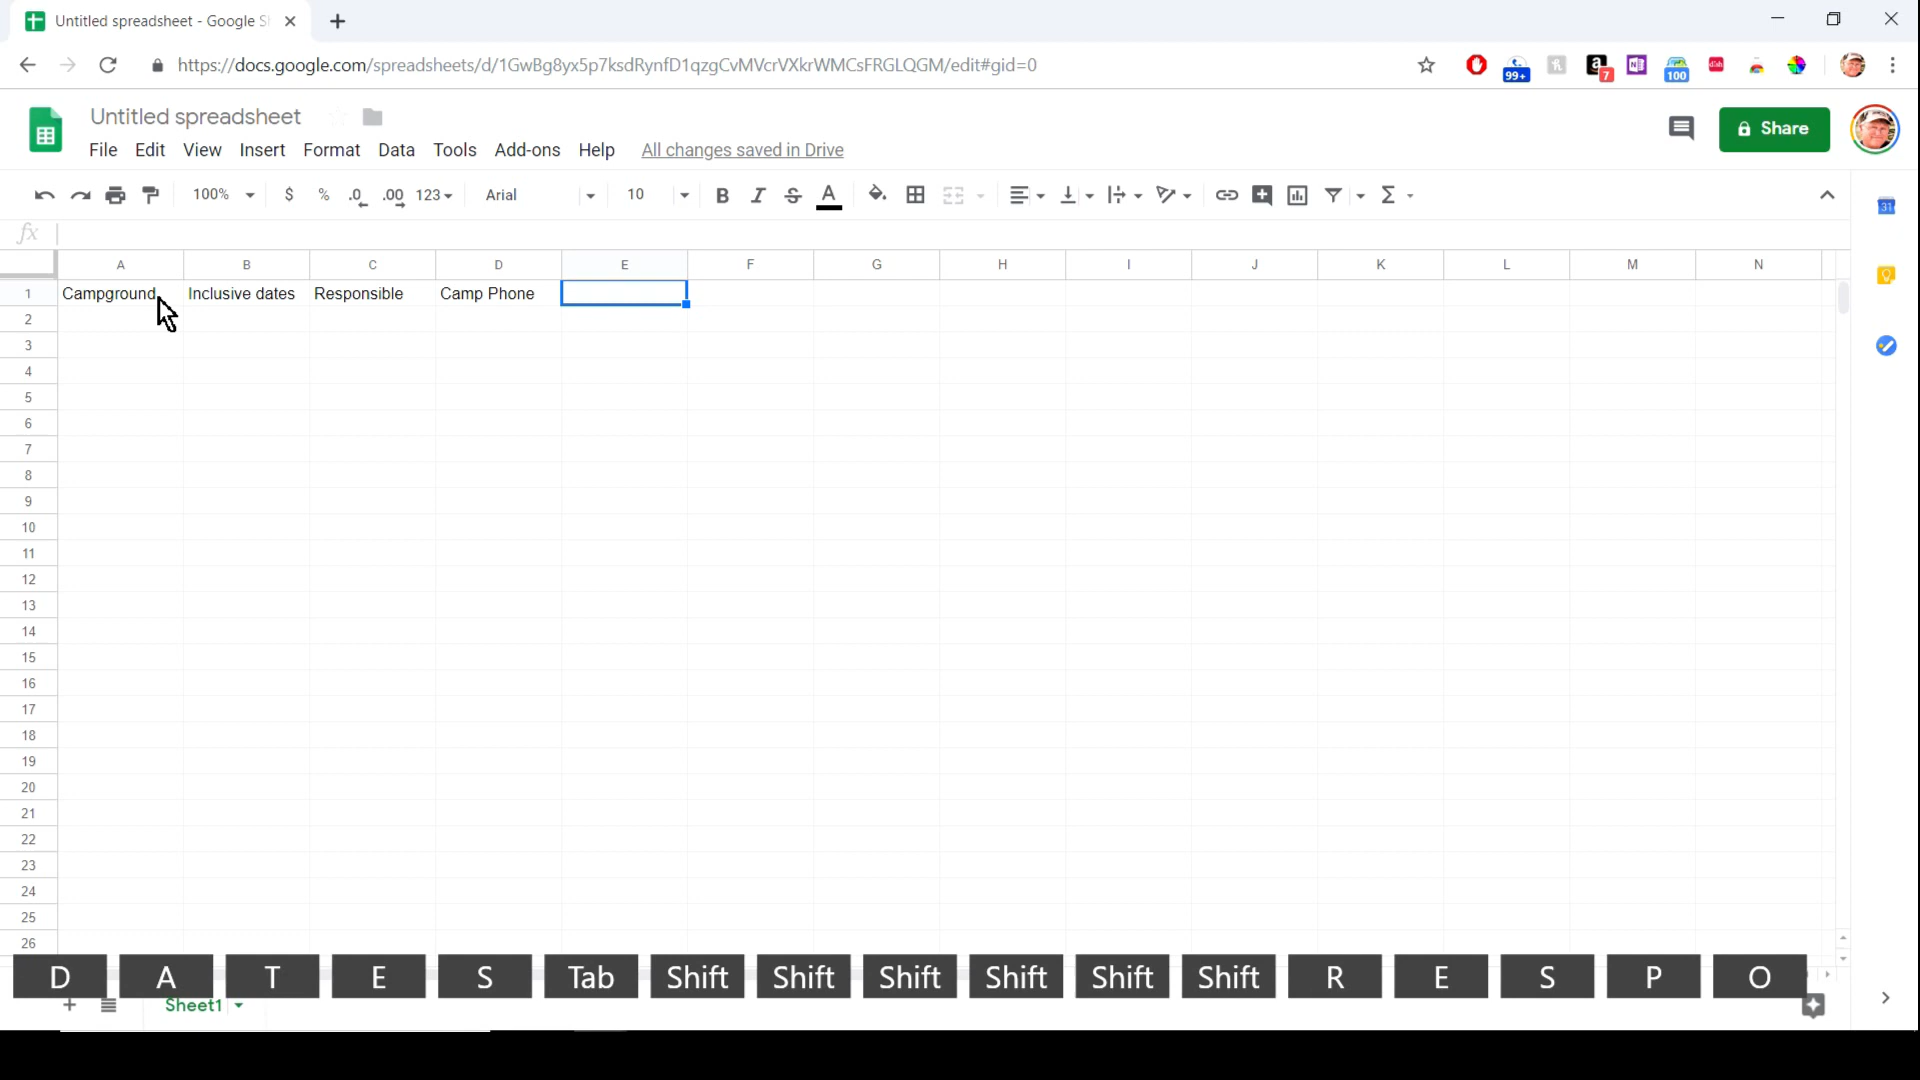 Untitled spreadsheet - Google S
https://docs.google.com/spreadsheets/d/1GwBg8yx5p7ksdRynfD1qzgCvMVcrVXkrWMCsFRGLQGM/edit#gid=0
99+
7
100
Untitled spreadsheet
File Edit View Insert Format Data Tools Add-ons Help All changes saved in Drive
Share
100% $ % .0 .00 123 Arial 10 B I S A Σ
31
fx
A B C D E F G H I J K L M N
1 Campground Inclusive dates Responsible Camp Phone
2
3
4
5
6
7
8
9
10
11
12
13
14
15
16
17
18
19
20
21
22
23
24
25
26
D A T E S Tab Shift Shift Shift Shift Shift Shift R E S P O
Sheet1